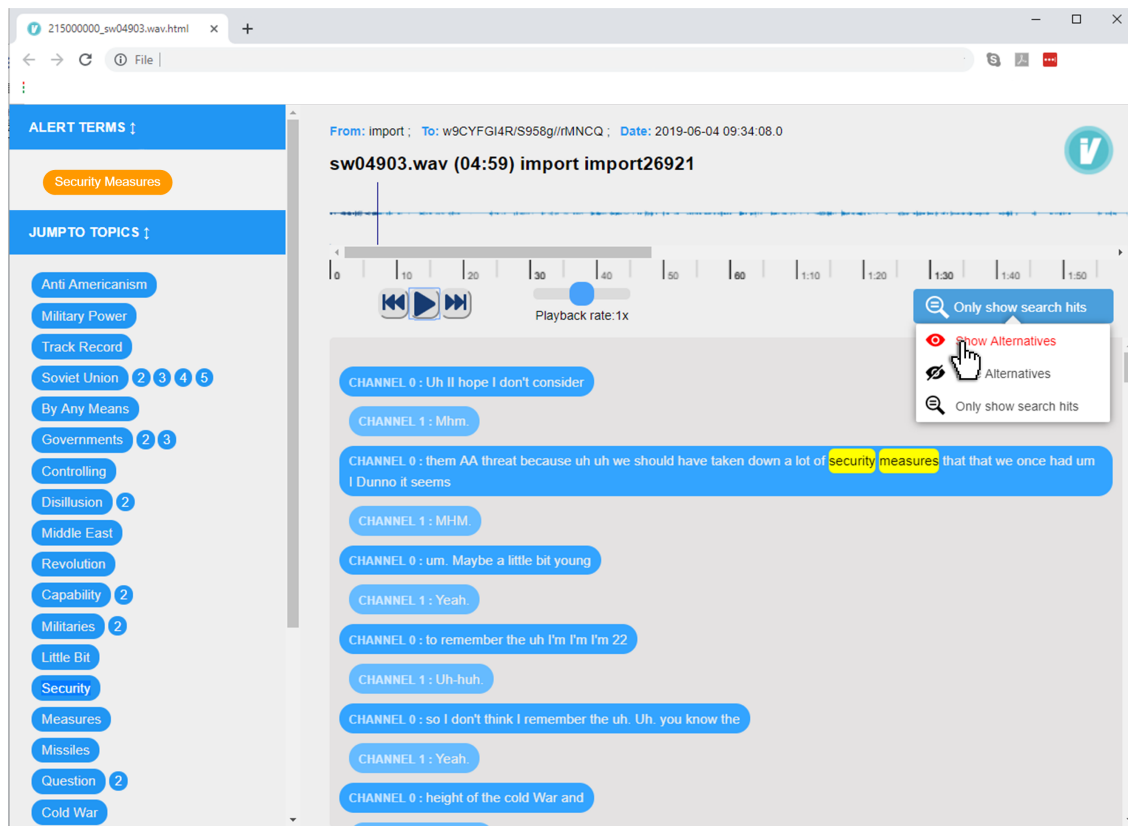 215000000_sw04903.wav.html
File
ALERT TERMS
Security Measures
JUMPTO TOPICS
Anti Americanism
Military Power
Track Record
Soviet Union 2 3 4 5
By Any Means
Governments 2 3
Controlling
Disillusion 2
Middle East
Revolution
Capability 2
Militaries 2
Little Bit
Security
Measures
Missiles
Question 2
Cold War
From: import ; To: w9CYFGI4R/S958g//rMNCQ ; Date: 2019-06-04 09:34:08.0
sw04903.wav (04:59) import import26921
0 10 20 30 40 50 60 1:10 1:20 1:30 1:40 1:50
Playback rate:1x
Only show search hits
Show Alternatives
Alternatives
Only show search hits
CHANNEL 0 : Uh II hope I don't consider
CHANNEL 1 : Mhm.
CHANNEL 0 : them AA threat because uh uh we should have taken down a lot of security measures that that we once had um
I Dunno it seems
CHANNEL 1 : MHM.
CHANNEL 0 : um. Maybe a little bit young
CHANNEL 1 : Yeah.
CHANNEL 0 : to remember the uh I'm I'm I'm 22
CHANNEL 1 : Uh-huh.
CHANNEL 0 : so I don't think I remember the uh. Uh. you know the
CHANNEL 1 : Yeah.
CHANNEL 0 : height of the cold War and